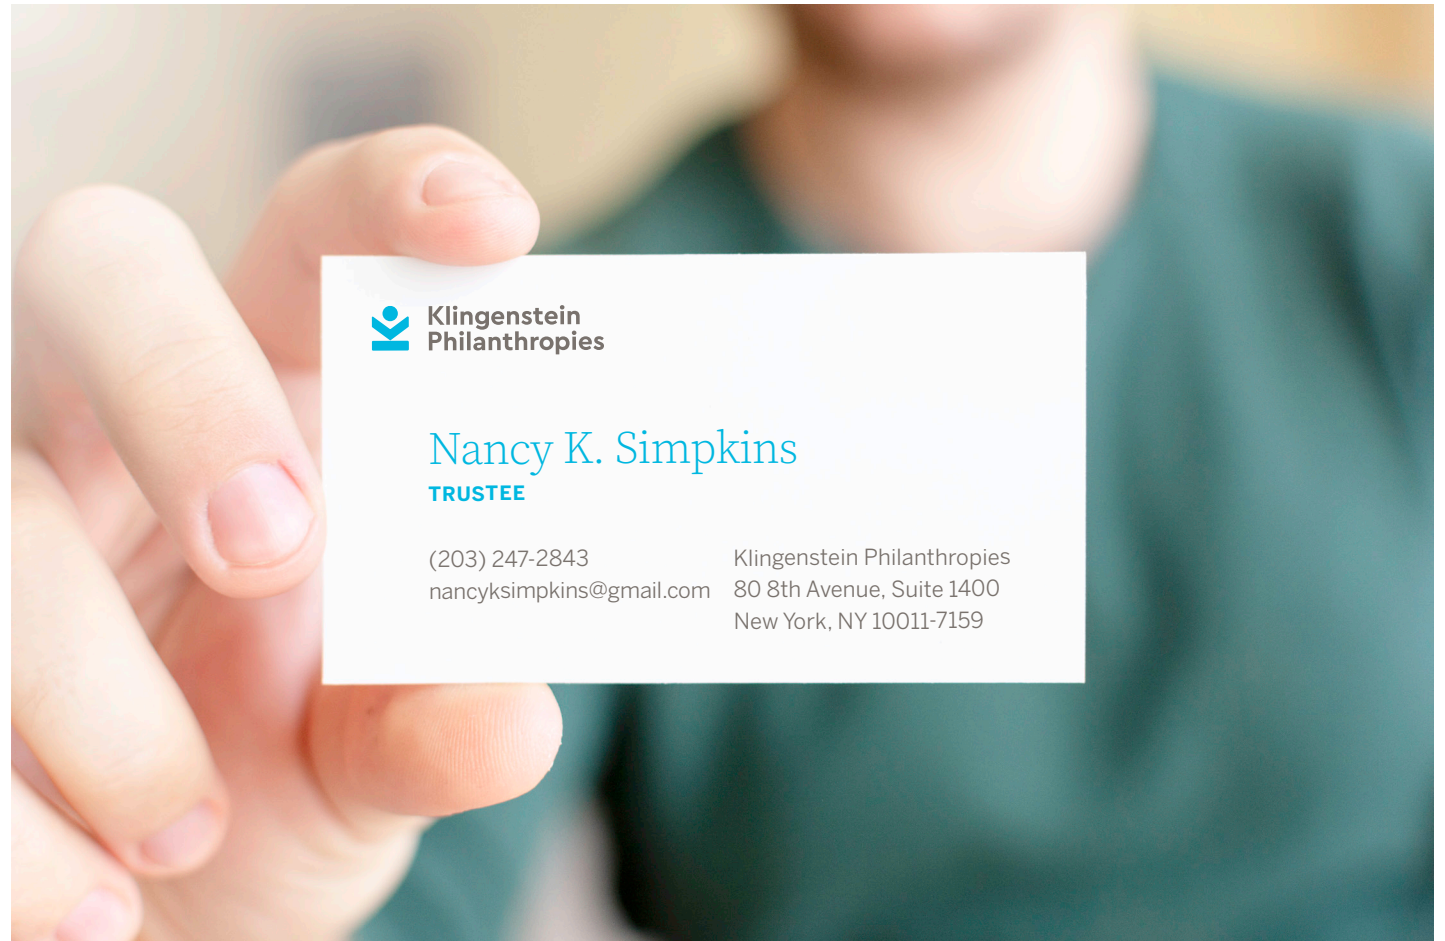 Klingenstein
Philanthropies
Nancy K. Simpkins
TRUSTEE
(203) 247-2843
nancyksimpkins@gmail.com
Klingenstein Philanthropies
80 8th Avenue, Suite 1400
New York, NY 10011-7159